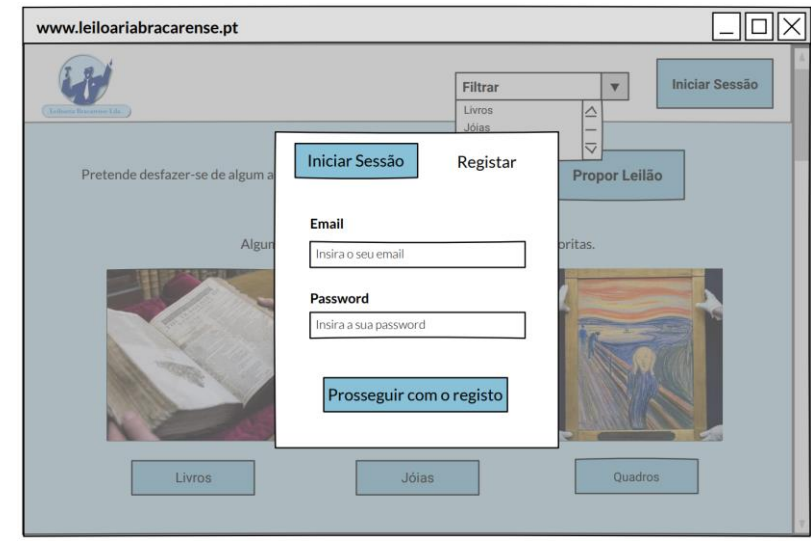 www.leiloariabracarense.pt
Filtrar
Iniciar Sessão
Livros
Jóias
Iniciar Sessão
Registar
Pretende desfazer-se de algum a
Propor Leilão
Email
Algun
oritas.
Insira o seu email
Password
Insira a sua password
Prosseguir com o registo
Livros
Jóias
Quadros